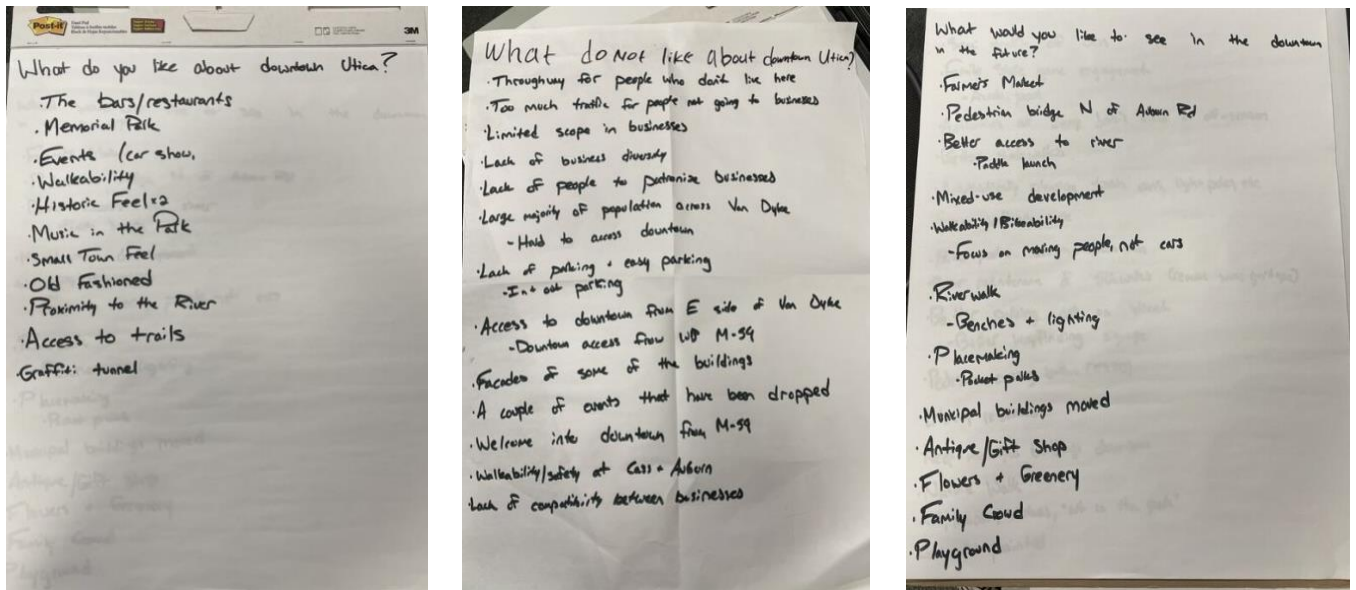 Post-it
3M
What do you like about downtown Utica?
·The bars/restaurants
·Memorial Park
·Events /car show,
·Walkability
·Historic Feel x2
·Music in the Park
·Small Town Feel
·Old Fashioned
·Proximity to the River
·Access to trails
·Graffiti tunnel
What do NOT like about downtown Utica?
·Throughway for people who don't live here
·Too much traffic for people not going to businesses
·Limited scope in businesses
·Lack of business diversity
·Lack of people to patronize businesses
·Large majority of population across Van Dyke
-Hard to access downtown
·Lack of parking + easy parking
·In + out parking
·Access to downtown from E side of Van Dyke
-Downtown access from M-59
·Facades of some of the buildings
·A couple of events that have been dropped
·Welcome into downtown from M-59
·Walkability/safety at Cass + Auburn
·Lack of compatibility between businesses
What would you like to see in the downtown
in the future?
·Farmers Market
·Pedestrian bridge N of Auburn Rd
·Better access to river
·Paddle launch
·Mixed-use development
·Walkability/Bikeability
-Focus on moving people, not cars
·Riverwalk
-Benches + lighting
·Placemaking
·Pocket parks
·Municipal buildings moved
·Antique/Gift Shop
·Flowers + Greenery
·Family Crowd
·Playground